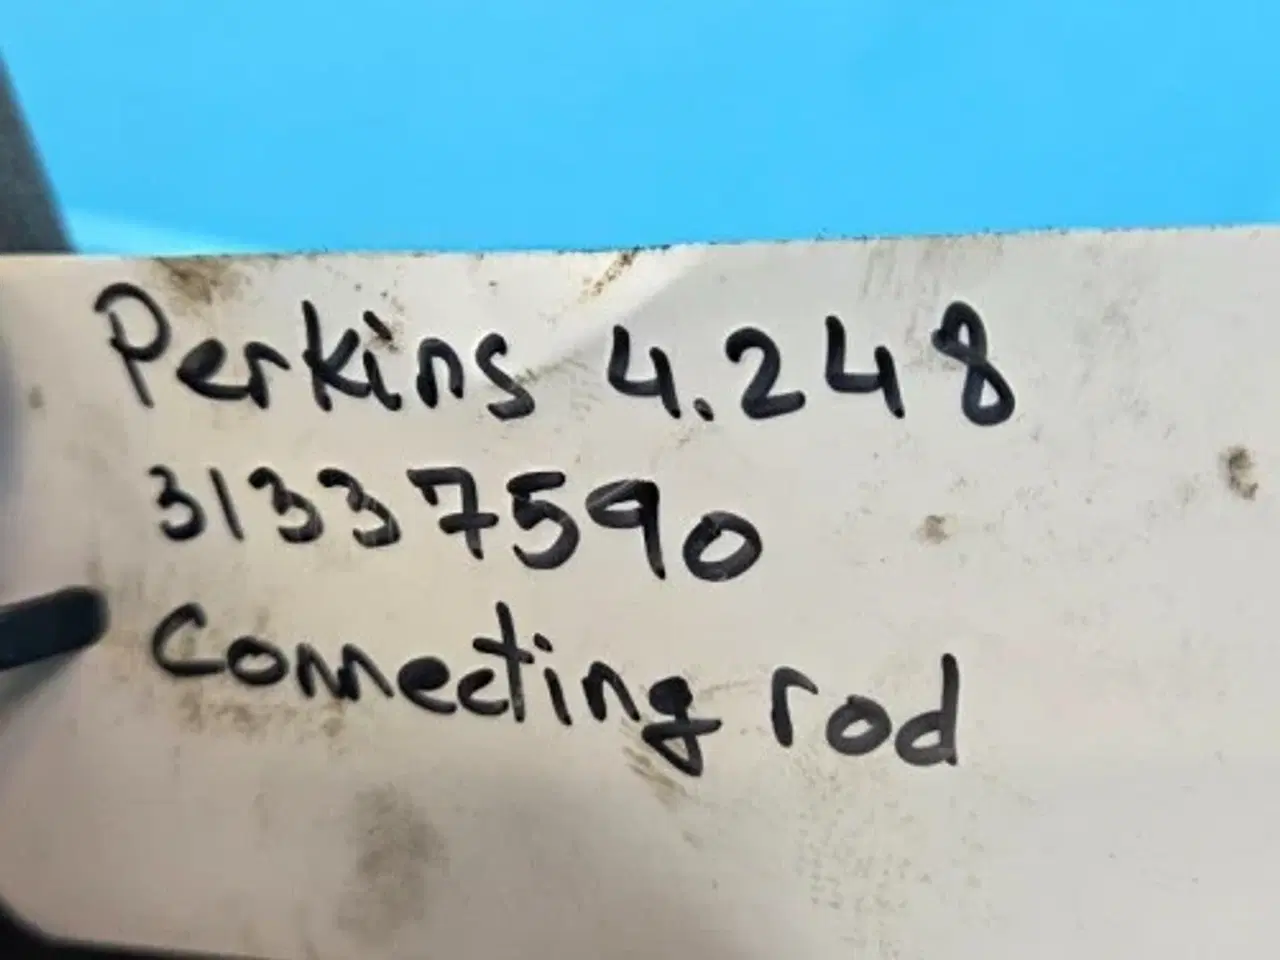 Perkins 4.248
31337590
Connecting rod